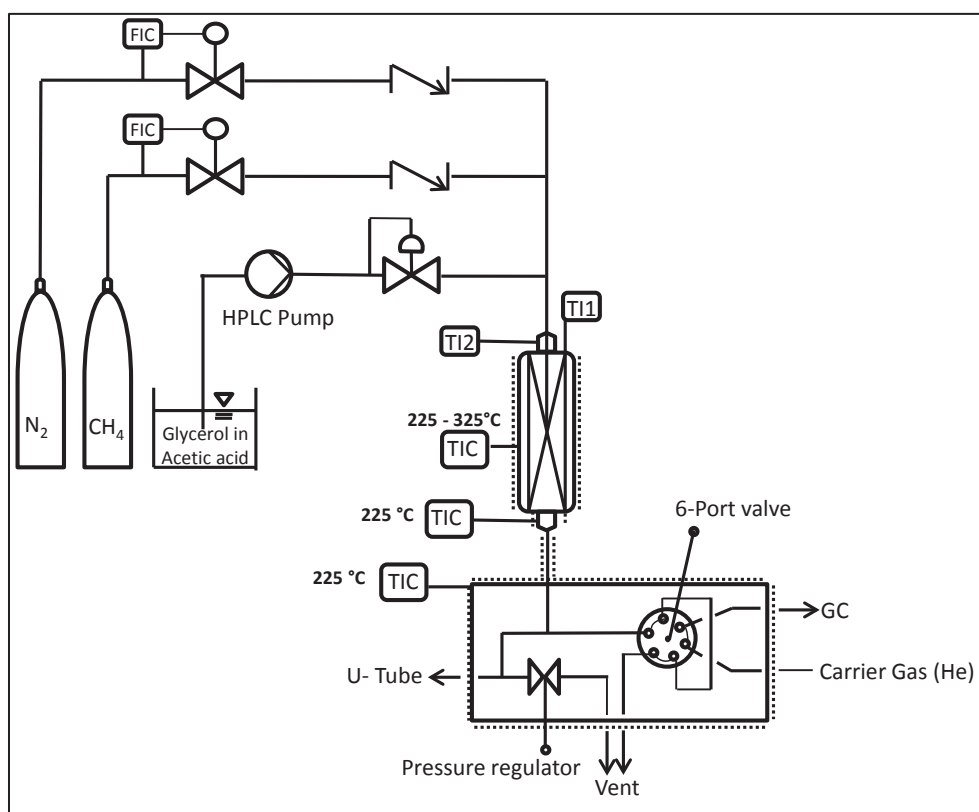 FIC
FIC
HPLC Pump
TI1
TI2
N2
CH4
Glycerol in
Acetic acid
225 - 325°C
TIC
6-Port valve
225 °C
TIC
225 °C
TIC
GC
U- Tube
Carrier Gas (He)
Pressure regulator
Vent